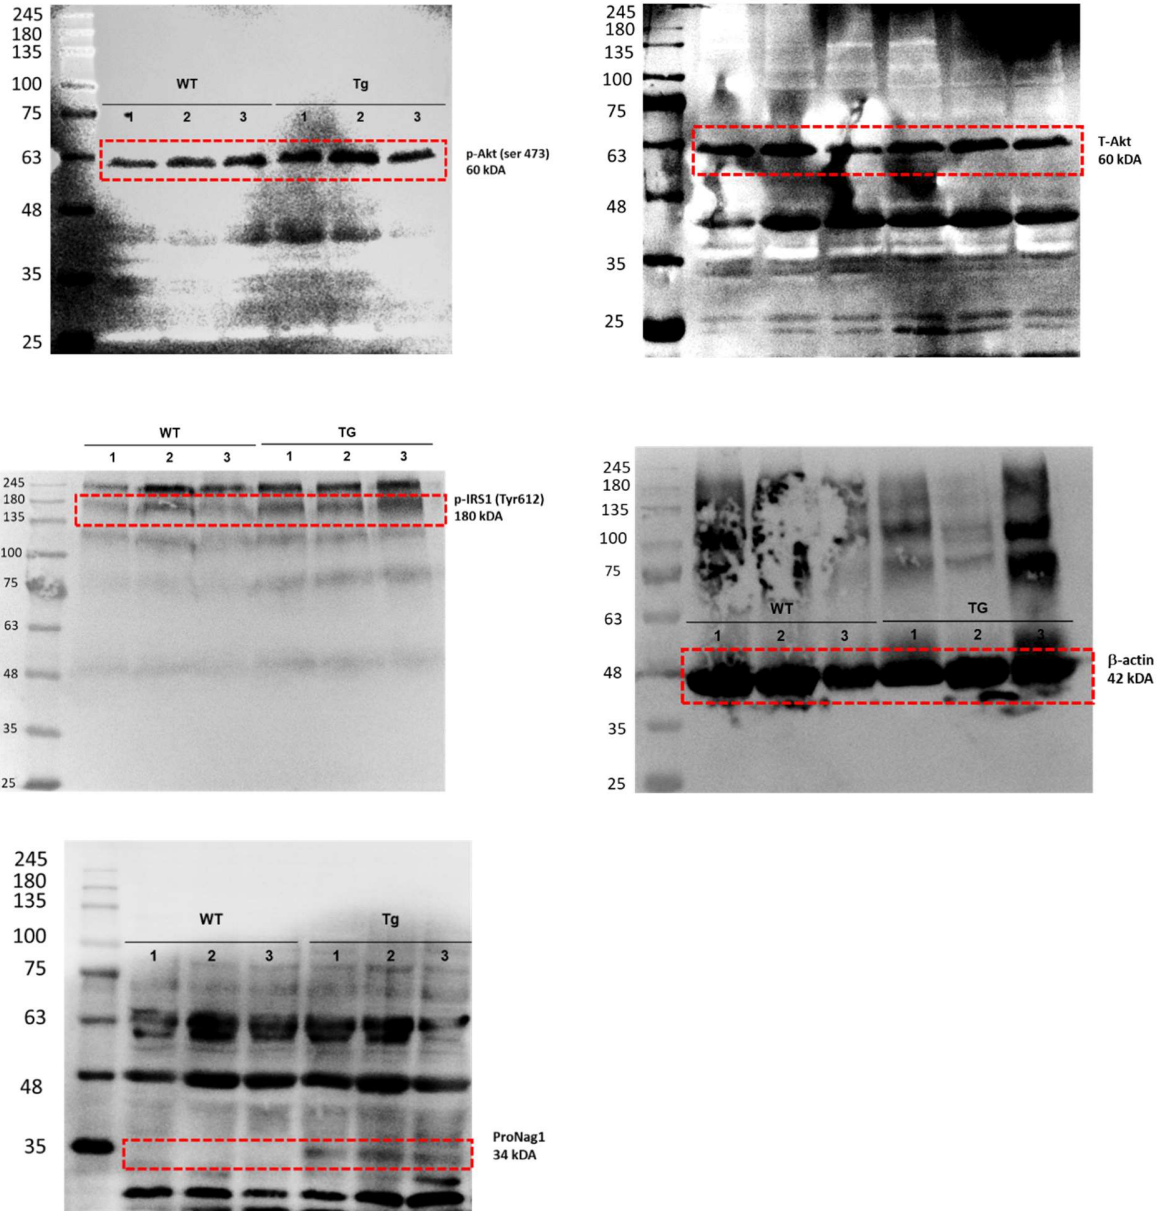 245
180
135
100
75
63
48
35
25
WT
Tg
1 2 3 1 2 3
p-Akt (ser 473)
60 kDA
245
180
135
100
75
63
48
35
25
T-Akt
60 kDA
WT
TG
1 2 3 1 2 3
245
180
135
100
75
63
48
35
25
p-IRS1 (Tyr612)
180 kDA
245
180
135
100
75
63
48
35
25
WT
TG
1 2 3 1 2 3
β-actin
42 kDA
245
180
135
100
75
63
48
35
WT
Tg
1 2 3 1 2 3
ProNag1
34 kDA